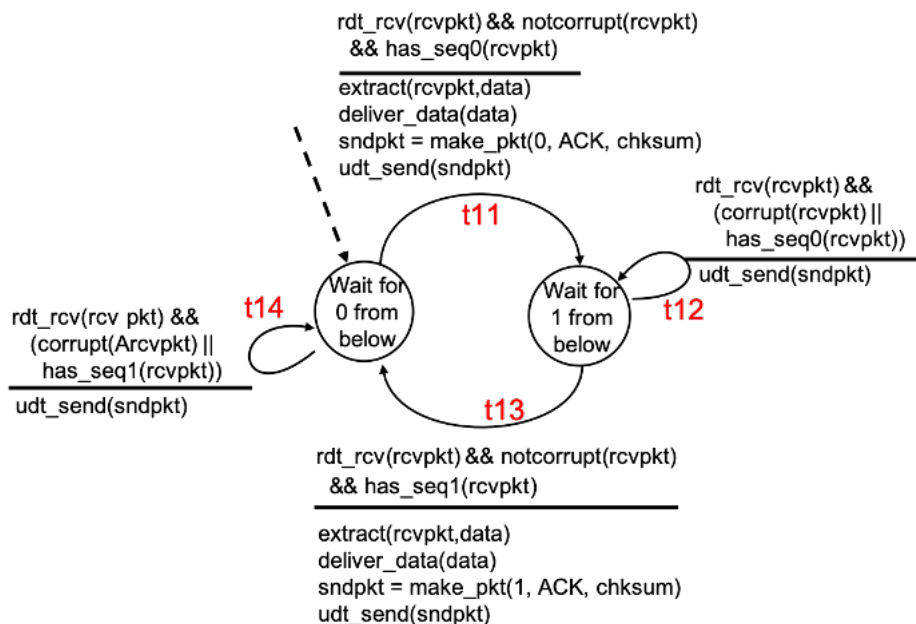 rdt_rcv(rcvpkt) && notcorrupt(rcvpkt)
&& has_seq0(rcvpkt)
extract(rcvpkt,data)
deliver_data(data)
sndpkt = make_pkt(0, ACK, chksum)
udt_send(sndpkt)
t11
rdt_rcv(rcvpkt) &&
(corrupt(rcvpkt) ||
has_seq0(rcvpkt))
udt_send(sndpkt)
t12
Wait for
0 from
below
Wait for
1 from
below
t14
rdt_rcv(rcv pkt) &&
(corrupt(Arcvpkt) ||
has_seq1(rcvpkt))
udt_send(sndpkt)
t13
rdt_rcv(rcvpkt) && notcorrupt(rcvpkt)
&& has_seq1(rcvpkt)
extract(rcvpkt,data)
deliver_data(data)
sndpkt = make_pkt(1, ACK, chksum)
udt_send(sndpkt)